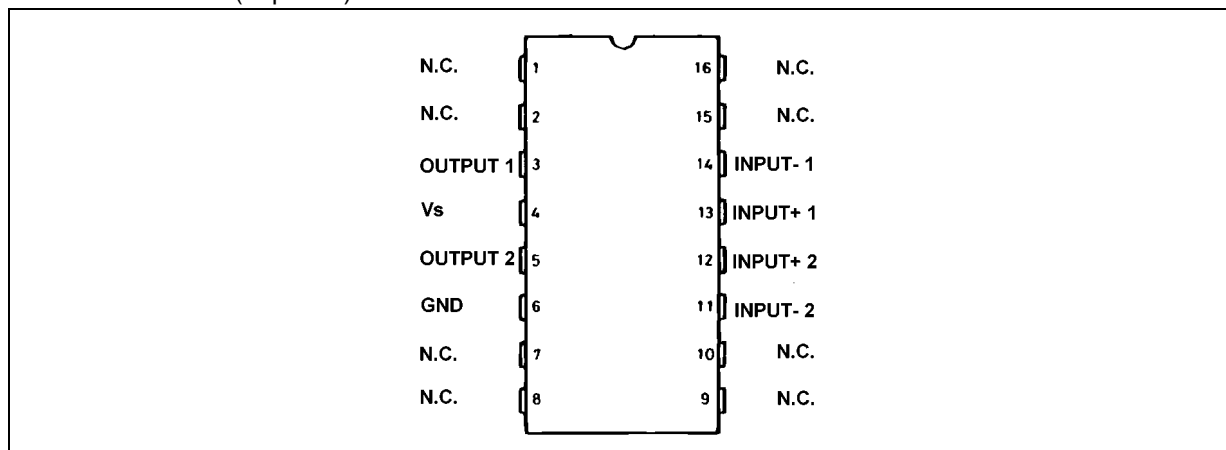 N.C. 1 16 N.C.
N.C. 2 15 N.C.
OUTPUT 1 3 14 INPUT- 1
Vs 4 13 INPUT+ 1
OUTPUT 2 5 12 INPUT+ 2
GND 6 11 INPUT- 2
N.C. 7 10 N.C.
N.C. 8 9 N.C.